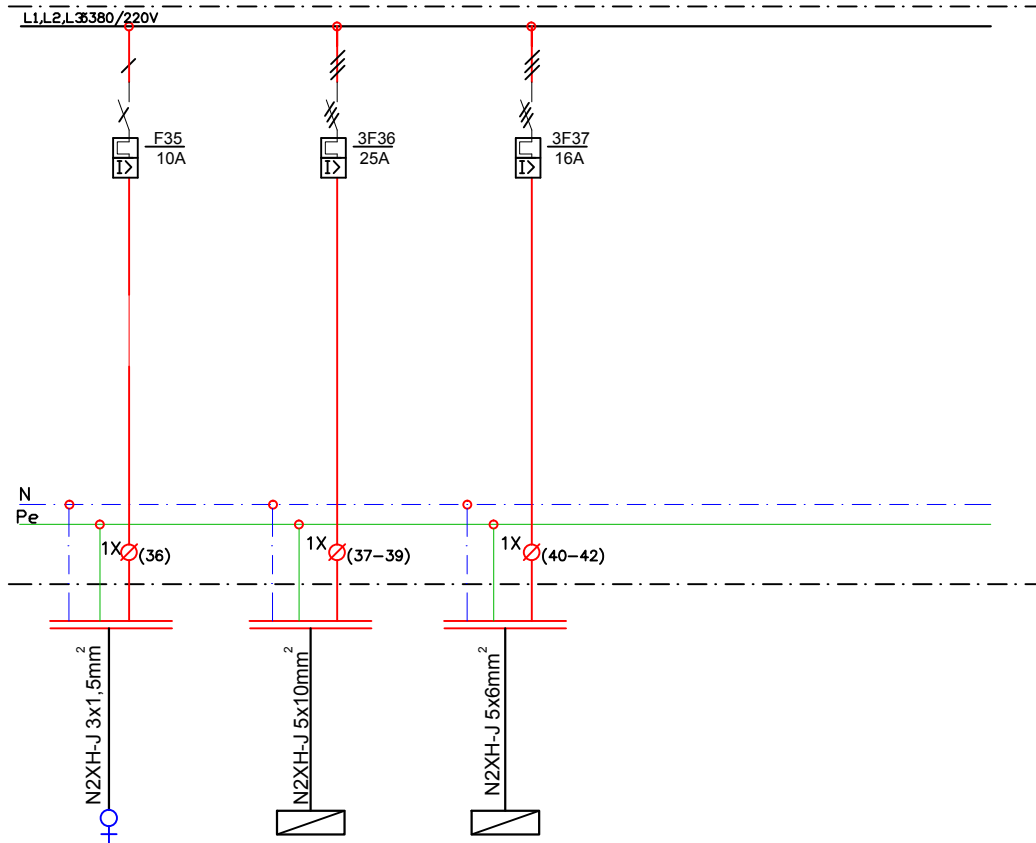 L1,L2,L3 380/220V
F35
10A
3F36
25A
3F37
16A
I>
I>
I>
N
Pe
1X (36)
1X (37-39)
1X (40-42)
N2XH-J 3x1,5mm²
N2XH-J 5x10mm²
N2XH-J 5x6mm²